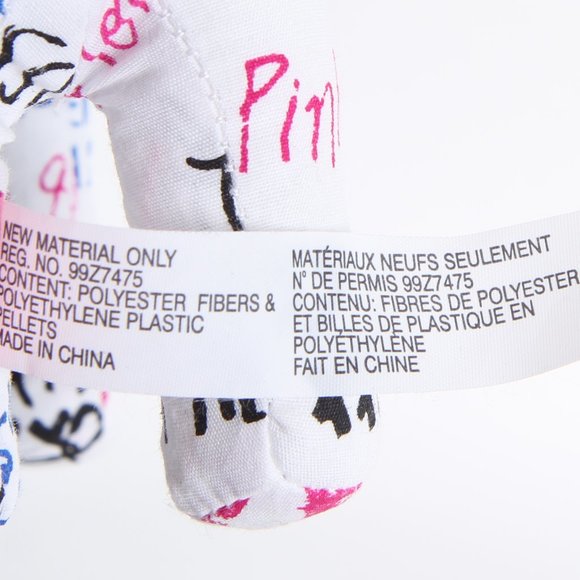 Pin
NEW MATERIAL ONLY
REG. NO. 99Z7475
CONTENT: POLYESTER FIBERS &
POLYETHYLENE PLASTIC
PELLETS
MADE IN CHINA
MATÉRIAUX NEUFS SEULEMENT
N° DE PERMIS 99Z7475
CONTENU: FIBRES DE POLYESTER
ET BILLES DE PLASTIQUE EN
POLYÉTHYLÈNE
FAIT EN CHINE